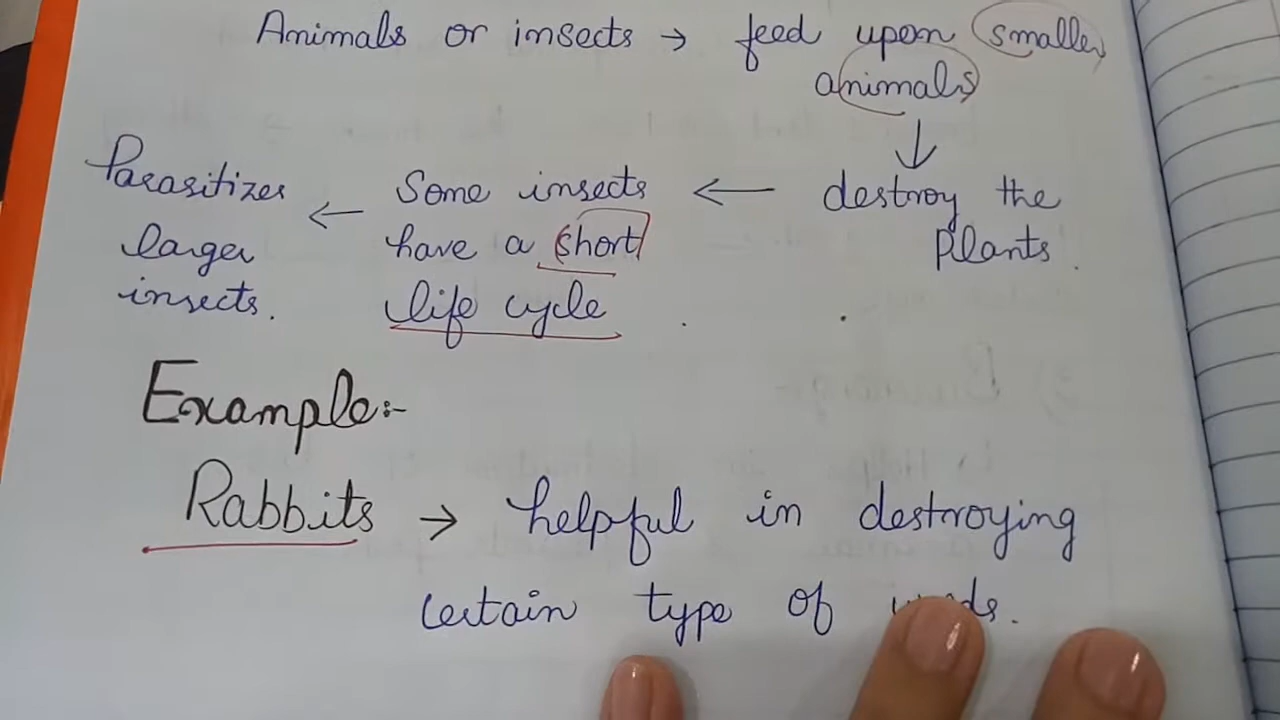 Animals or insects → feed upon smaller
animals
↓
destroy the
plants.
←
Some insects
have a short
life cycle
←
Parasitizes
larger
insects.
Example:-
Rabbits → helpful in destroying
certain type of